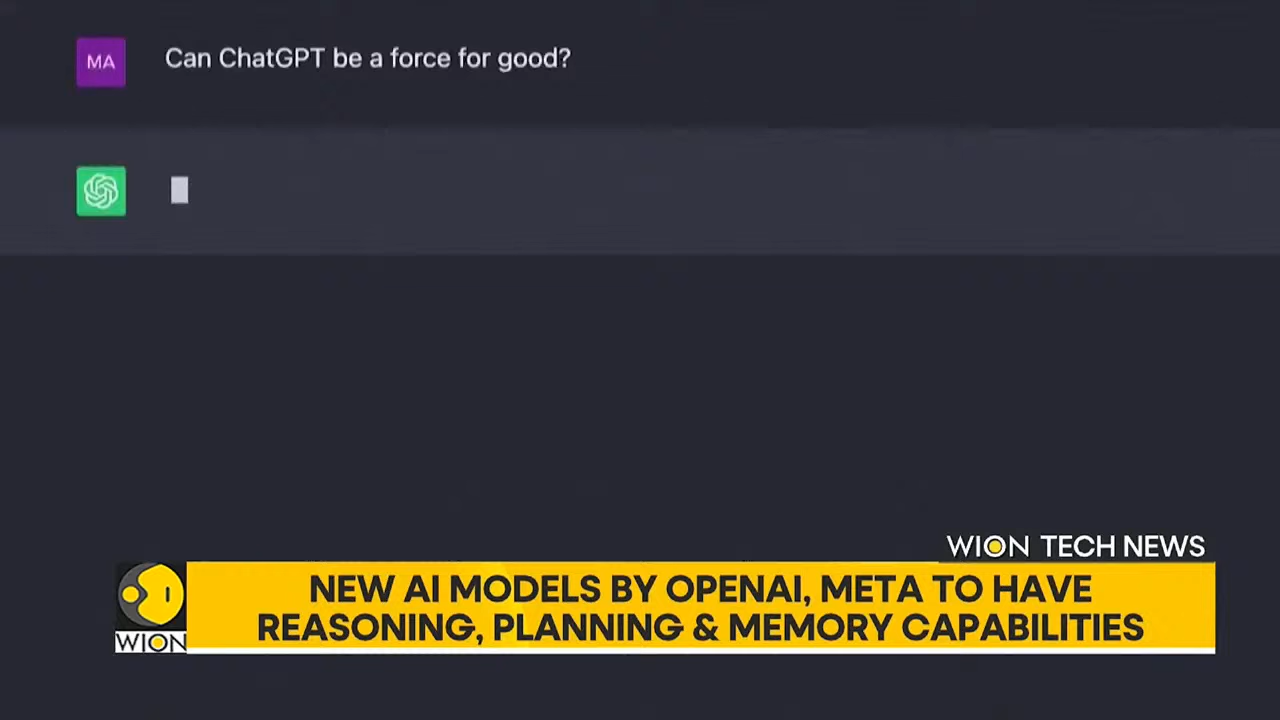 MA
Can ChatGPT be a force for good?
WION TECH NEWS
NEW AI MODELS BY OPENAI, META TO HAVE
REASONING, PLANNING & MEMORY CAPABILITIES
WION